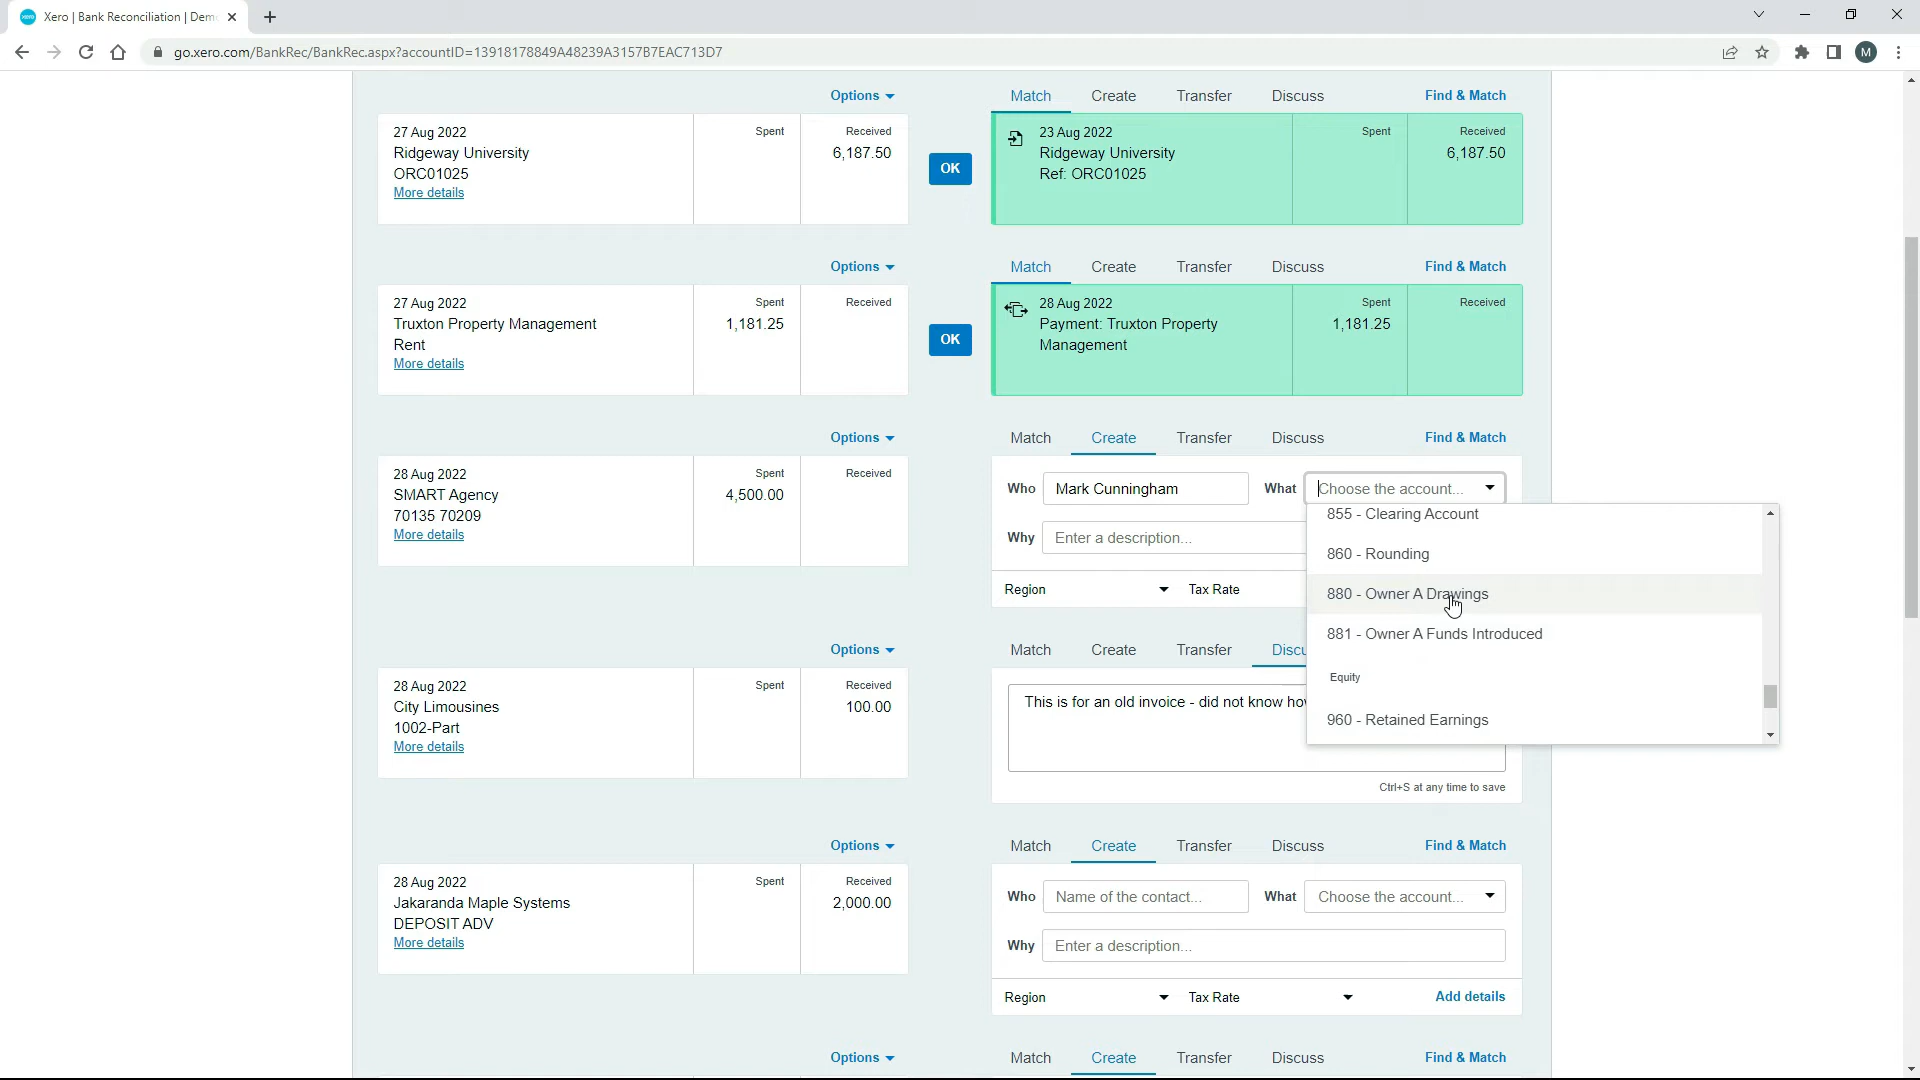 Xero | Bank Reconciliation | Dem
go.xero.com/BankRec/BankRec.aspx?accountID=13918178849A48239A3157B7EAC713D7
M
Options
Match Create Transfer Discuss Find & Match
27 Aug 2022 Spent Received
Ridgeway University 6,187.50
ORC01025
More details
OK
23 Aug 2022 Spent Received
Ridgeway University 6,187.50
Ref: ORC01025
Options
Match Create Transfer Discuss Find & Match
27 Aug 2022 Spent Received
Truxton Property Management 1,181.25
Rent
More details
OK
28 Aug 2022 Spent Received
Payment: Truxton Property 1,181.25
Management
Options
Match Create Transfer Discuss Find & Match
28 Aug 2022 Spent Received
SMART Agency 4,500.00
70135 70209
More details
Who Mark Cunningham What Choose the account...
Why Enter a description...
Region Tax Rate
855 - Clearing Account
860 - Rounding
880 - Owner A Drawings
881 - Owner A Funds Introduced
Equity
960 - Retained Earnings
Options
Match Create Transfer Discu
28 Aug 2022 Spent Received
City Limousines 100.00
1002-Part
More details
This is for an old invoice - did not know ho
Ctrl+S at any time to save
Options
Match Create Transfer Discuss Find & Match
28 Aug 2022 Spent Received
Jakaranda Maple Systems 2,000.00
DEPOSIT ADV
More details
Who Name of the contact... What Choose the account...
Why Enter a description...
Region Tax Rate Add details
Options
Match Create Transfer Discuss Find & Match